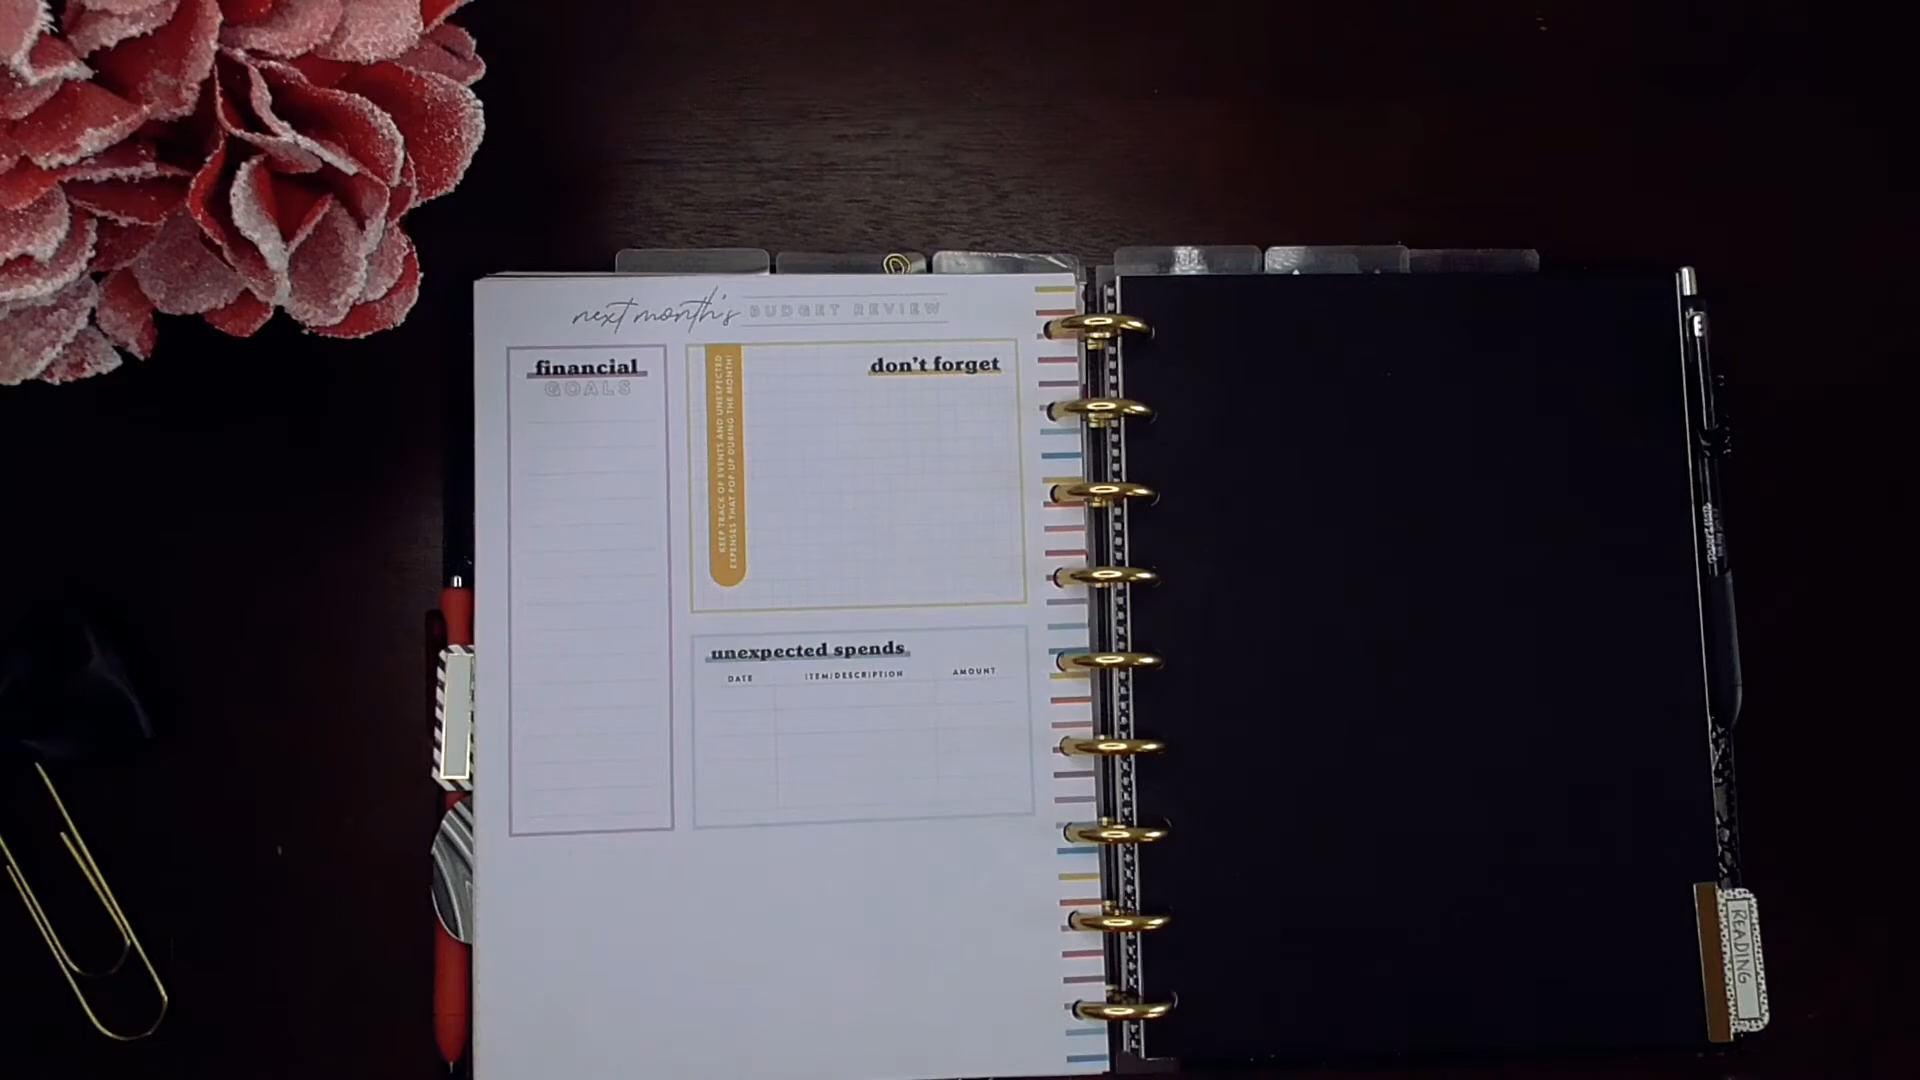 next month's BUDGET REVIEW
financial
GOALS
KEEP TRACK OF EVENTS AND UNEXPECTED
EXPENSES THAT POP UP DURING THE MONTH!
don't forget
unexpected spends
DATE ITEM/DESCRIPTION AMOUNT
READING